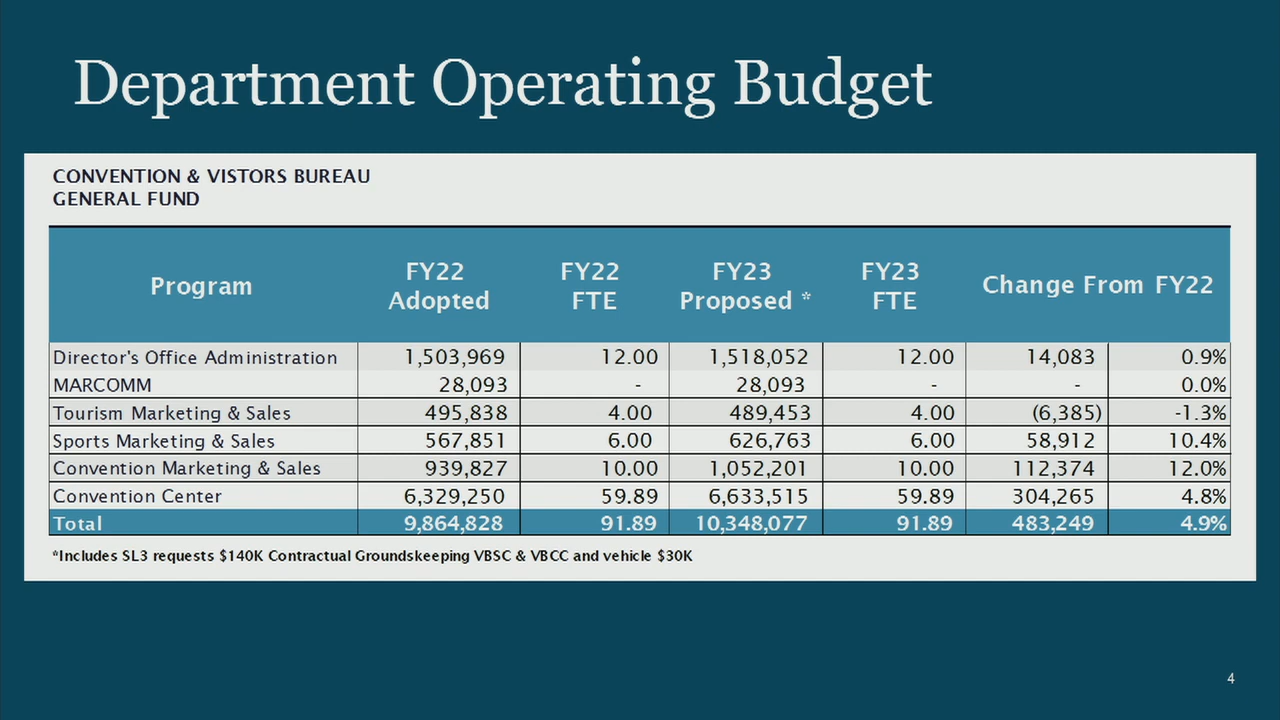 Department Operating Budget
CONVENTION & VISTORS BUREAU
GENERAL FUND
Program FY22 Adopted FY22 FTE FY23 Proposed * FY23 FTE Change From FY22
Director's Office Administration 1,503,969 12.00 1,518,052 12.00 14,083 0.9%
MARCOMM 28,093 - 28,093 - - 0.0%
Tourism Marketing & Sales 495,838 4.00 489,453 4.00 (6,385) -1.3%
Sports Marketing & Sales 567,851 6.00 626,763 6.00 58,912 10.4%
Convention Marketing & Sales 939,827 10.00 1,052,201 10.00 112,374 12.0%
Convention Center 6,329,250 59.89 6,633,515 59.89 304,265 4.8%
Total 9,864,828 91.89 10,348,077 91.89 483,249 4.9%
*Includes SL3 requests $140K Contractual Groundskeeping VBSC & VBCC and vehicle $30K
4